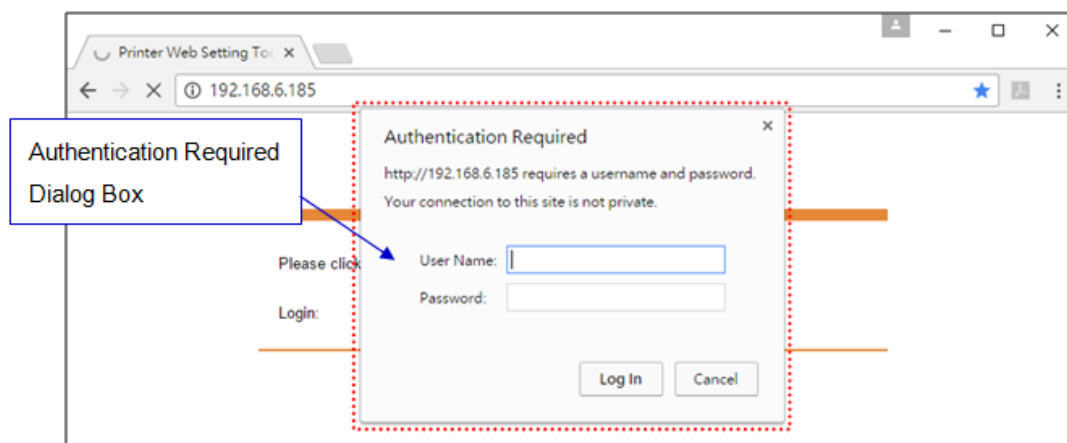 Printer Web Setting Too
192.168.6.185
Authentication Required
Dialog Box
Authentication Required
http://192.168.6.185 requires a username and password.
Your connection to this site is not private.
Please click
User Name:
Password:
Login:
Log In
Cancel